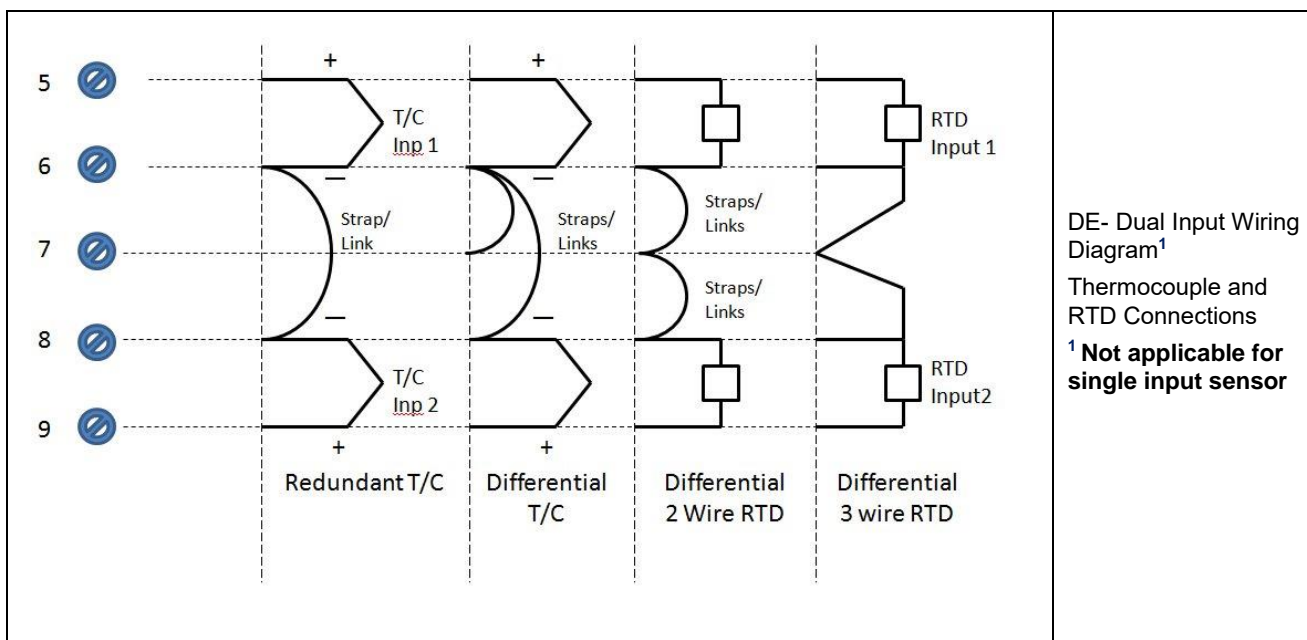 5
6
7
8
9
+
T/C
Inp 1
—
Strap/
Link
—
T/C
Inp 2
+
Redundant T/C
+
—
Straps/
Links
—
+
Differential
T/C
Straps/
Links
Straps/
Links
Differential
2 Wire RTD
RTD
Input 1
RTD
Input2
Differential
3 wire RTD
DE- Dual Input Wiring
Diagram¹
Thermocouple and
RTD Connections
¹ Not applicable for
single input sensor